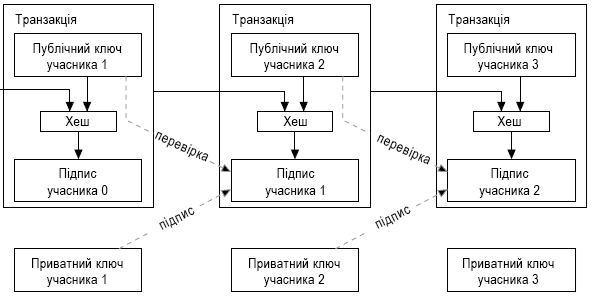 Транзакція
Публічний ключ
учасника 1
Хеш
Підпис
учасника 0
Транзакція
Публічний ключ
учасника 2
Хеш
Підпис
учасника 1
Транзакція
Публічний ключ
учасника 3
Хеш
Підпис
учасника 2
перевірка
перевірка
підпис
підпис
Приватний ключ
учасника 1
Приватний ключ
учасника 2
Приватний ключ
учасника 3